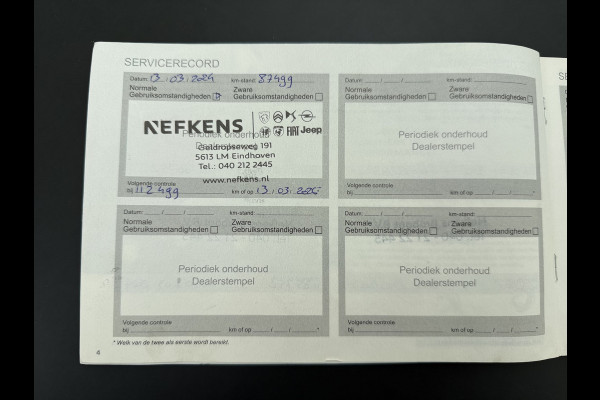 SERVICERECORD
Datum: 13.03.2024 km-stand: 87499
Normale Gebruiksomstandigheden Zware Gebruiksomstandigheden
NEFKENS
FIAT Jeep
Periodiek onderhoud
Dealerstempel
Geldropseweg 191
5613 LM Eindhoven
Tel.: 040 212 2445
www.nefkens.nl
Volgende controle
bij 112499 km of op 13.03.2025
Datum: / / km-stand:
Normale Gebruiksomstandigheden Zware Gebruiksomstandigheden
Periodiek onderhoud
Dealerstempel
Volgende controle
bij km of op / / *
Datum: / / km-stand:
Normale Gebruiksomstandigheden Zware Gebruiksomstandigheden
Periodiek onderhoud
Dealerstempel
Volgende controle
bij km of op / / *
Datum: / / km-stand:
Normale Gebruiksomstandigheden Zware Gebruiksomstandigheden
Periodiek onderhoud
Dealerstempel
Volgende controle
bij km of op / / *
* Welk van de twee als eerste wordt bereikt.
4